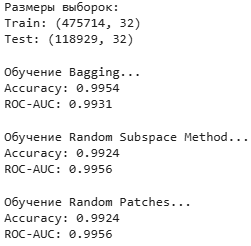 Размеры выборок:
Train: (475714, 32)
Test: (118929, 32)
Обучение Bagging...
Accuracy: 0.9954
ROC-AUC: 0.9931
Обучение Random Subspace Method...
Accuracy: 0.9924
ROC-AUC: 0.9956
Обучение Random Patches...
Accuracy: 0.9924
ROC-AUC: 0.9956